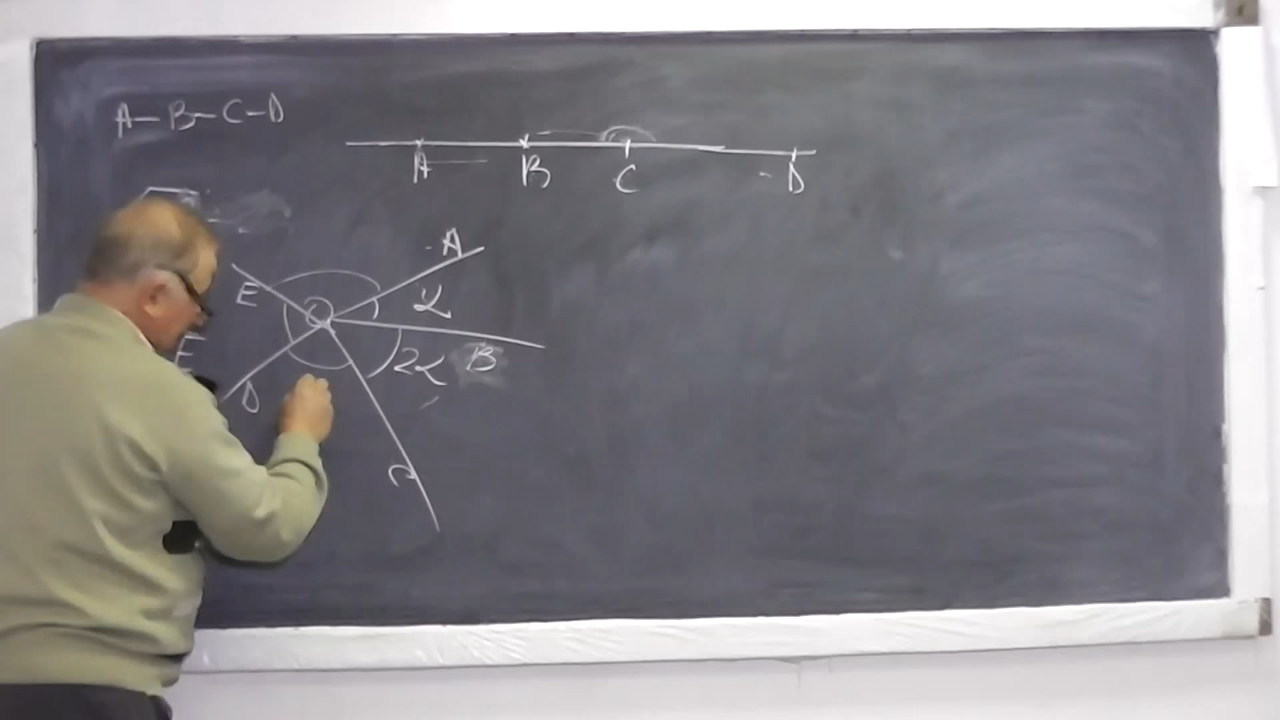 A-B-C-D
A B C D
A
E O α
E 2α B
D
C